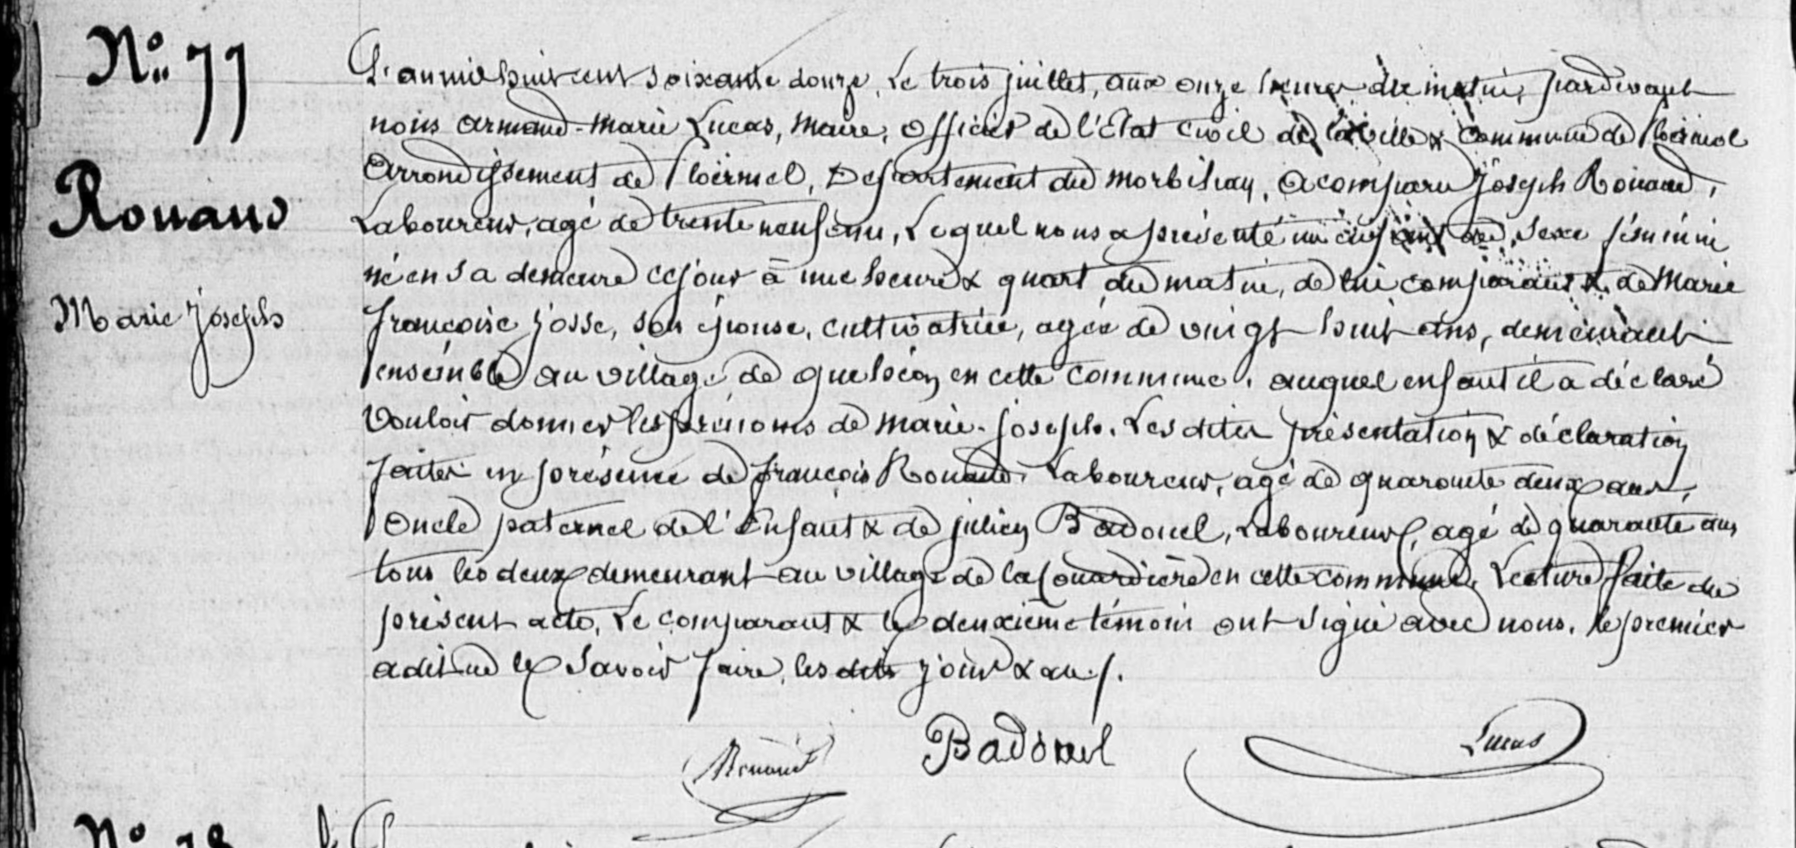 N° 77
Rouaud
Marie Joseph
L'an mil huit cent soixante douze, le trois juillet, aux onze heures du matin, pardevant
nous Armand-Marie Lucas, Maire, Officier de l'Etat Civil de la ville & commune de Ploërmel
Arrondissement de Ploërmel, Département du Morbihan, a comparu Joseph Rouaud,
Laboureur, agé de trente neuf ans, lequel nous a présenté un enfant de sexe féminin
né en sa demeure ce jour à une heure & quart du matin, de lui comparant & de Marie
Françoise Josse, son épouse, cultivatrice, agée de vingt huit ans, demeurant
ensemble au village de Quehéon en cette commune, auquel enfant il a déclaré
vouloir donner les prénoms de Marie-Joseph. Les dites présentation & déclaration
faites en présence de François Rouaud, Laboureur, agé de quarante deux ans,
Oncle paternel de l'Enfant & de Julien Badouel, Laboureur, agé de quarante ans
tous les deux demeurant au village de la Couardière en cette commune. Lecture faite du
présent acte, le comparant & le deuxième témoin ont signé avec nous, le premier
a dit ne le savoir faire, les dits jour & an.
Rouaud Badouel Lucas
N° 78